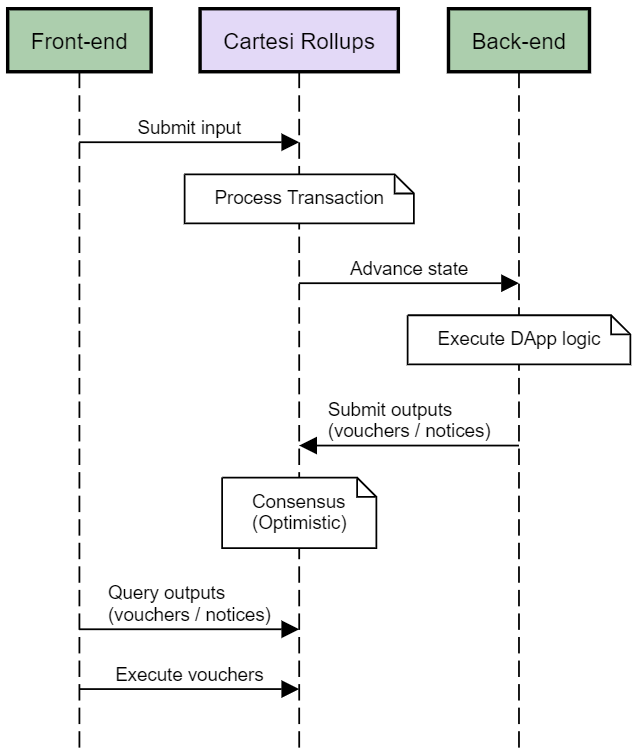 Front-end
Cartesi Rollups
Back-end
Submit input
Process Transaction
Advance state
Execute DApp logic
Submit outputs
(vouchers / notices)
Consensus
(Optimistic)
Query outputs
(vouchers / notices)
Execute vouchers